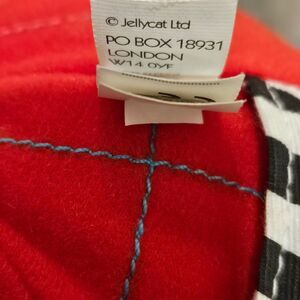 © Jellycat Ltd
PO BOX 18931
LONDON
W14 0YF